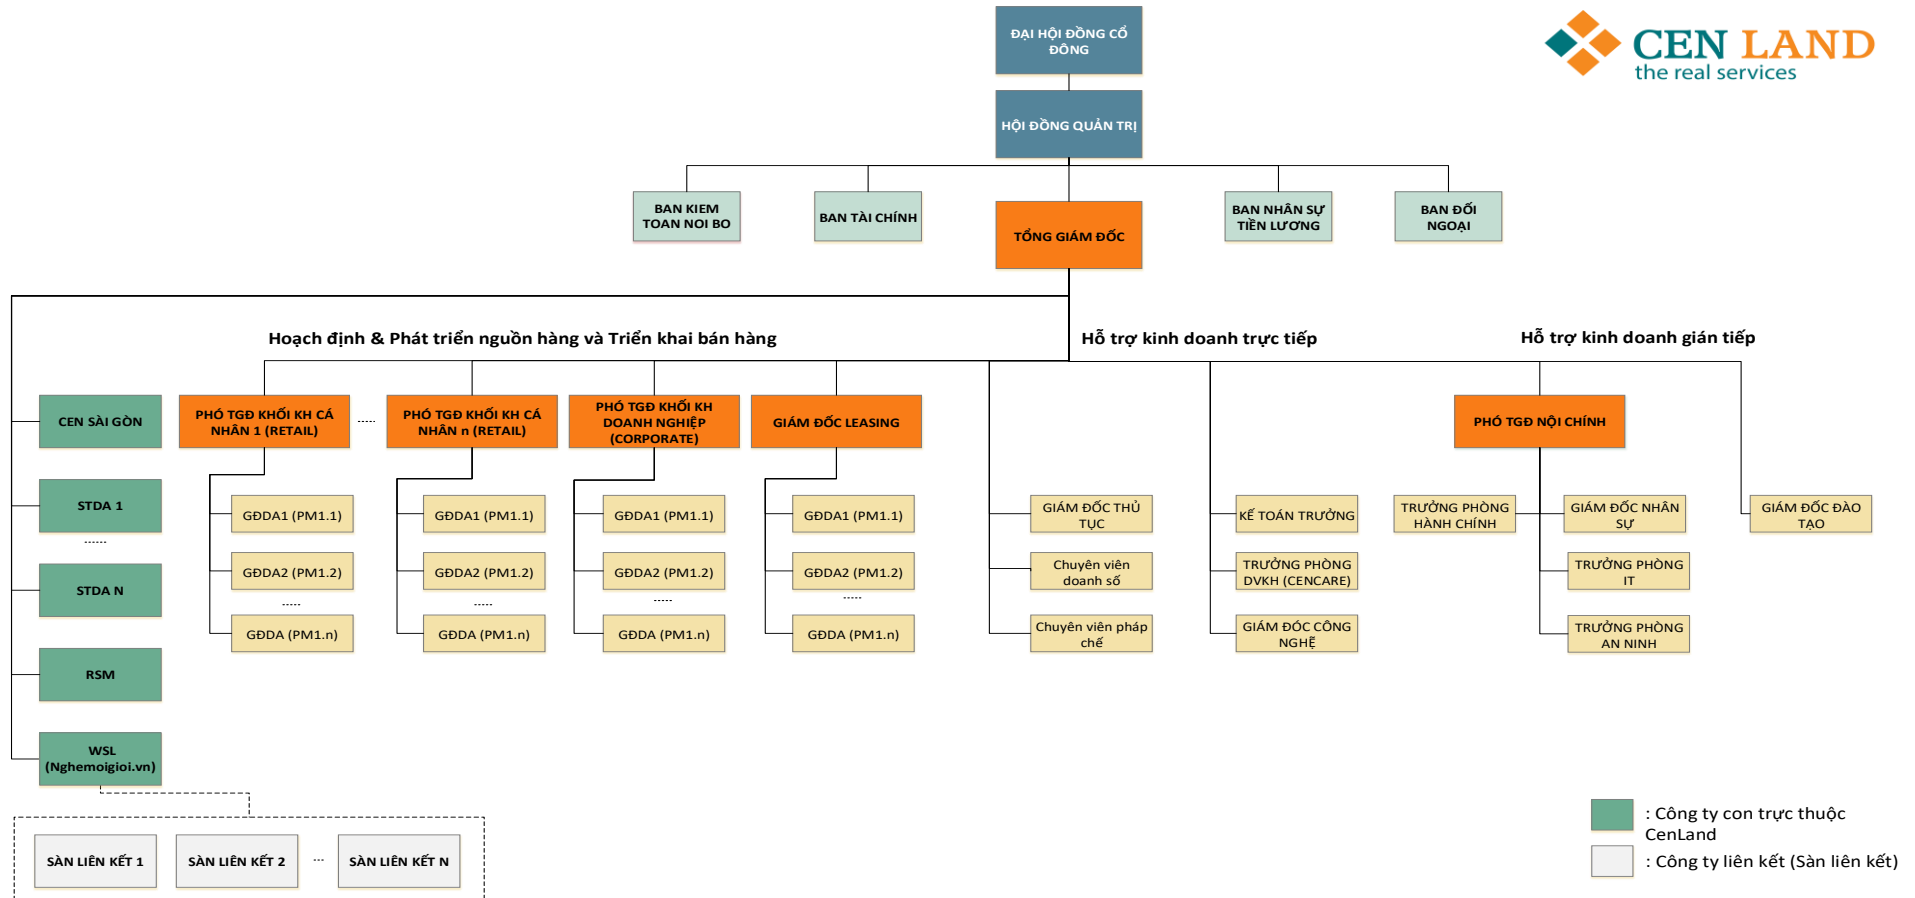 ĐẠI HỘI ĐỒNG CỔ
ĐÔNG
CEN LAND
the real services
HỘI ĐỒNG QUẢN TRỊ
BAN KIEM
TOAN NOI BO
BAN TÀI CHÍNH
TỔNG GIÁM ĐỐC
BAN NHÂN SỰ
TIỀN LƯƠNG
BAN ĐỐI
NGOẠI
Hoạch định & Phát triển nguồn hàng và Triển khai bán hàng
Hỗ trợ kinh doanh trực tiếp
Hỗ trợ kinh doanh gián tiếp
CEN SÀI GÒN
PHÓ TGĐ KHỐI KH CÁ
NHÂN 1 (RETAIL)
.....
PHÓ TGĐ KHỐI KH CÁ
NHÂN n (RETAIL)
PHÓ TGĐ KHỐI KH
DOANH NGHIỆP
(CORPORATE)
GIÁM ĐỐC LEASING
PHÓ TGĐ NỘI CHÍNH
STDA 1
......
STDA N
RSM
WSL
(Nghemoigioi.vn)
GĐDA1 (PM1.1)
GĐDA2 (PM1.2)
.....
GĐDA (PM1.n)
GĐDA1 (PM1.1)
GĐDA2 (PM1.2)
.....
GĐDA (PM1.n)
GĐDA1 (PM1.1)
GĐDA2 (PM1.2)
.....
GĐDA (PM1.n)
GĐDA1 (PM1.1)
GĐDA2 (PM1.2)
.....
GĐDA (PM1.n)
GIÁM ĐỐC THỦ
TỤC
Chuyên viên
doanh số
Chuyên viên pháp
chế
KẾ TOÁN TRƯỞNG
TRƯỞNG PHÒNG
DVKH (CENCARE)
GIÁM ĐÓC CÔNG
NGHỆ
TRƯỞNG PHÒNG
HÀNH CHÍNH
GIÁM ĐỐC NHÂN
SỰ
TRƯỞNG PHÒNG
IT
TRƯỞNG PHÒNG
AN NINH
GIÁM ĐỐC ĐÀO
TẠO
SÀN LIÊN KẾT 1
SÀN LIÊN KẾT 2
...
SÀN LIÊN KẾT N
: Công ty con trực thuộc
CenLand
: Công ty liên kết (Sàn liên kết)